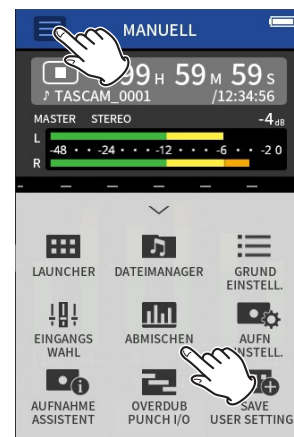 MANUELL
99 H 59 M 59 S
♪ TASCAM_0001 /12:34:56
MASTER STEREO -4dB
L
-48 · · -24 · · · -12 · · · -6 · · -2 0
R
LAUNCHER DATEIMANAGER GRUND
EINSTELL.
EINGANGS
WAHL ABMISCHEN AUFN
NSTELL.
AUFNAHME
ASSISTENT OVERDUB
PUNCH I/O SAVE
USER SETTING